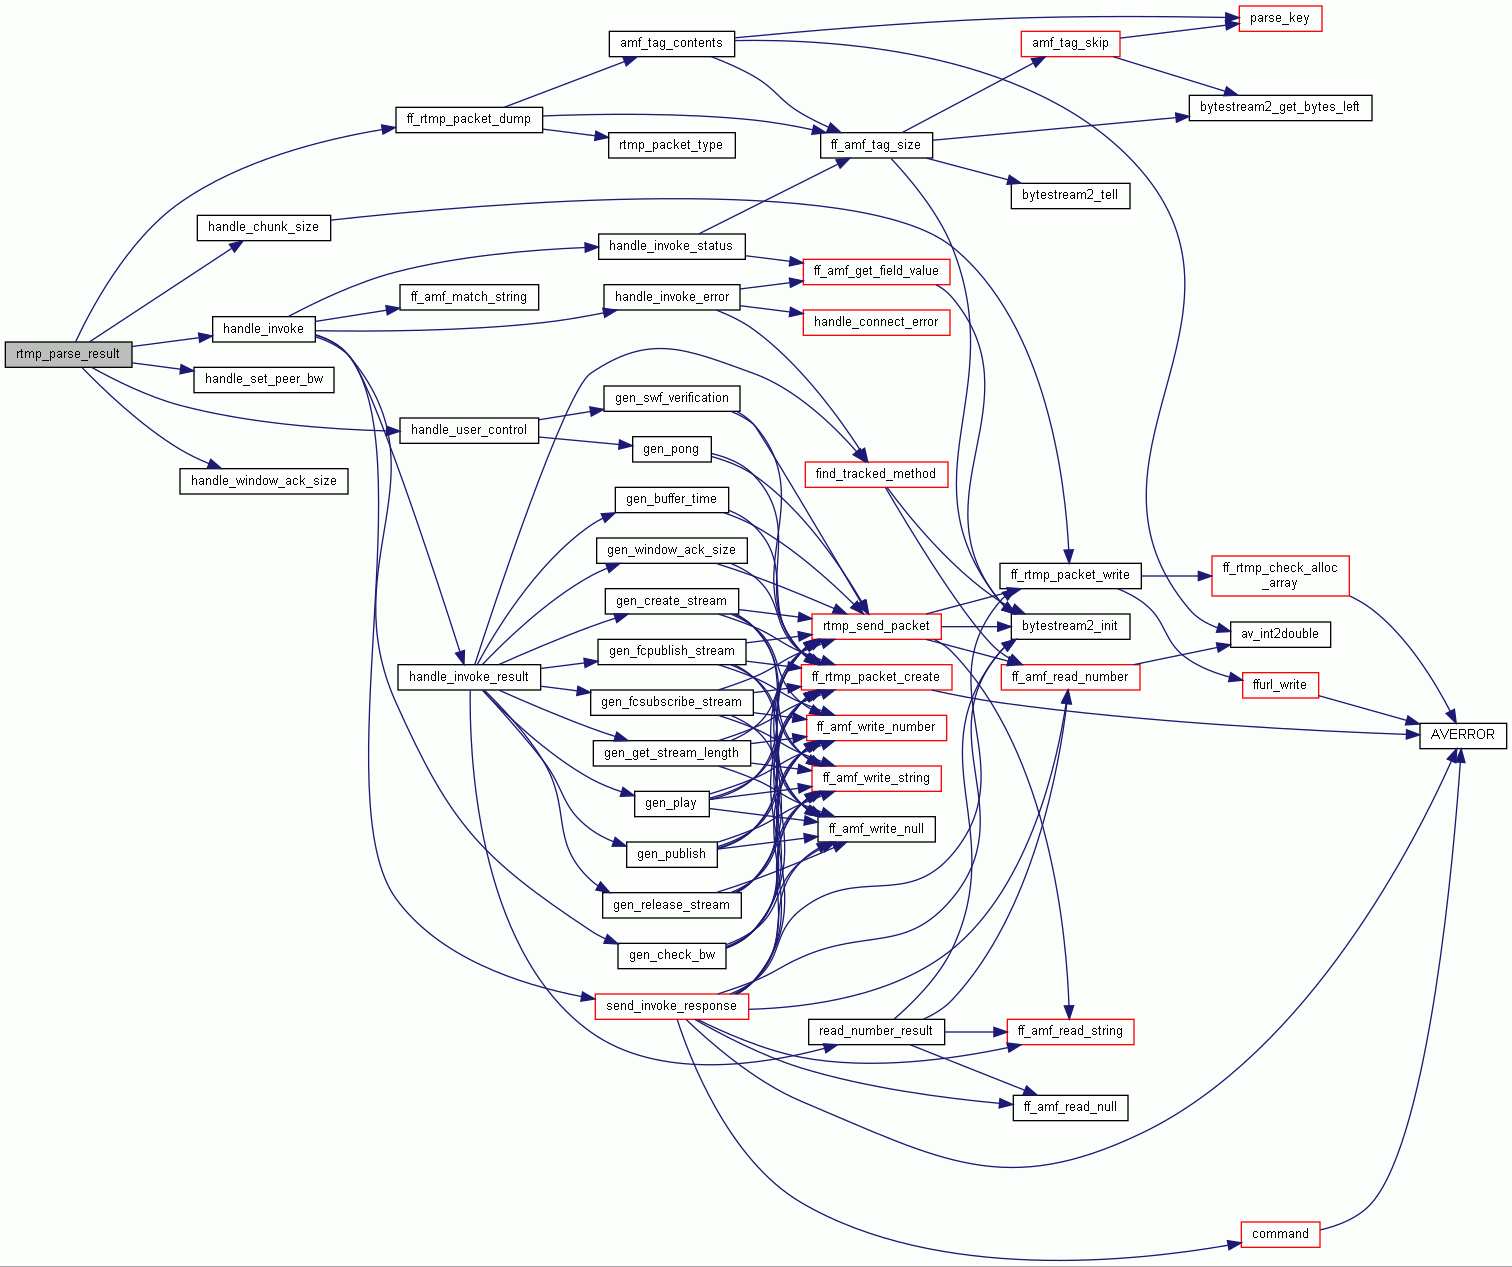 parse_key
amf_tag_contents
amf_tag_skip
bytestream2_get_bytes_left
ff_rtmp_packet_dump
rtmp_packet_type
ff_amf_tag_size
bytestream2_tell
handle_chunk_size
handle_invoke_status
ff_amf_get_field_value
ff_amf_match_string
handle_invoke_error
handle_connect_error
handle_invoke
rtmp_parse_result
handle_set_peer_bw
gen_swf_verification
handle_user_control
gen_pong
find_tracked_method
handle_window_ack_size
gen_buffer_time
gen_window_ack_size
ff_rtmp_packet_write
ff_rtmp_check_alloc
_array
gen_create_stream
rtmp_send_packet
bytestream2_init
av_int2double
gen_fcpublish_stream
handle_invoke_result
ff_rtmp_packet_create
ff_amf_read_number
ffurl_write
gen_fcsubscribe_stream
ff_amf_write_number
AVERROR
gen_get_stream_length
ff_amf_write_string
gen_play
ff_amf_write_null
gen_publish
gen_release_stream
gen_check_bw
send_invoke_response
read_number_result
ff_amf_read_string
ff_amf_read_null
command